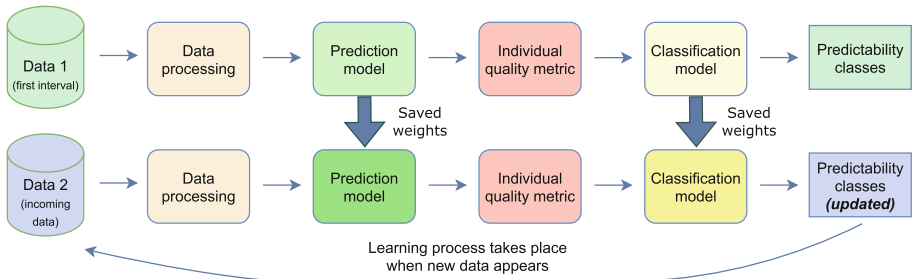 Data 1
(first interval)
Data
processing
Prediction
model
Individual
quality metric
Classification
model
Predictability
classes
Saved
weights
Saved
weights
Data 2
(incoming
data)
Data
processing
Prediction
model
Individual
quality metric
Classification
model
Predictability
classes
(updated)
Learning process takes place
when new data appears